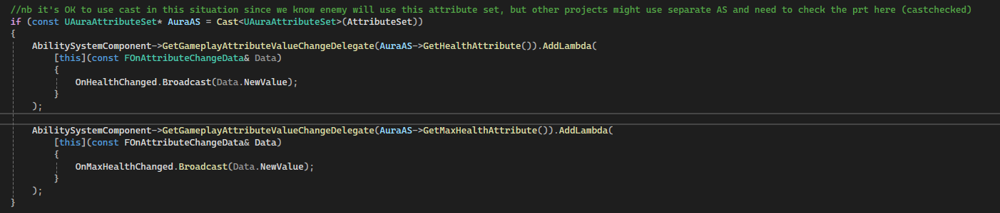 //nb it's OK to use cast in this situation since we know enemy will use this attribute set, but other projects might use separate AS and need to check the prt here (castchecked)
if (const UAuraAttributeSet* AuraAS = Cast<UAuraAttributeSet>(AttributeSet))
{
    AbilitySystemComponent->GetGameplayAttributeValueChangeDelegate(AuraAS->GetHealthAttribute()).AddLambda(
        [this](const FOnAttributeChangeData& Data)
        {
            OnHealthChanged.Broadcast(Data.NewValue);
        }
    );
    AbilitySystemComponent->GetGameplayAttributeValueChangeDelegate(AuraAS->GetMaxHealthAttribute()).AddLambda(
        [this](const FOnAttributeChangeData& Data)
        {
            OnMaxHealthChanged.Broadcast(Data.NewValue);
        }
    );
}